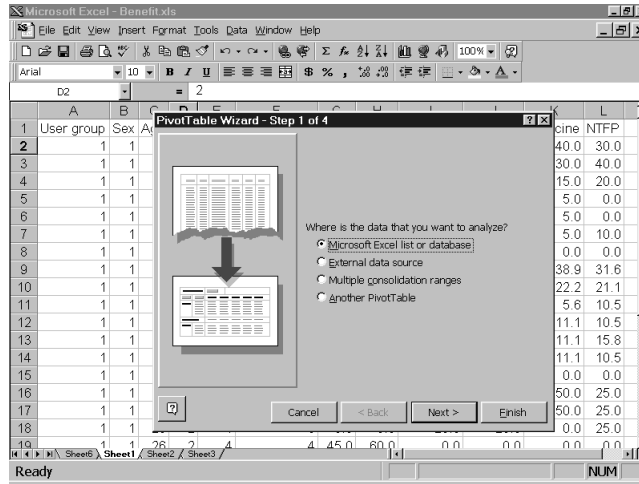 Microsoft Excel - Benefit.xls
File Edit View Insert Format Tools Data Window Help
100%
Arial 10 B I U $ % ,
D2 = 2
A B C D E F G H I J K L
1 User group Sex cine NTFP
2 1 1 40.0 30.0
3 1 1 30.0 40.0
4 1 1 15.0 20.0
5 1 1 5.0 0.0
6 1 1 5.0 0.0
7 1 1 5.0 10.0
8 1 1 0.0 0.0
9 1 1 38.9 31.6
10 1 1 22.2 21.1
11 1 1 5.6 10.5
12 1 1 11.1 10.5
13 1 1 11.1 15.8
14 1 1 11.1 10.5
15 1 1 0.0 0.0
16 1 1 50.0 25.0
17 1 1 50.0 25.0
18 1 1 0.0 25.0
19 1 1 26 2 4 4 45.0 60.0 0.0 0.0 0.0 0.0
PivotTable Wizard - Step 1 of 4
Where is the data that you want to analyze?
Microsoft Excel list or database
External data source
Multiple consolidation ranges
Another PivotTable
Cancel < Back Next > Finish
Sheet6 Sheet1 Sheet2 Sheet3
Ready NUM